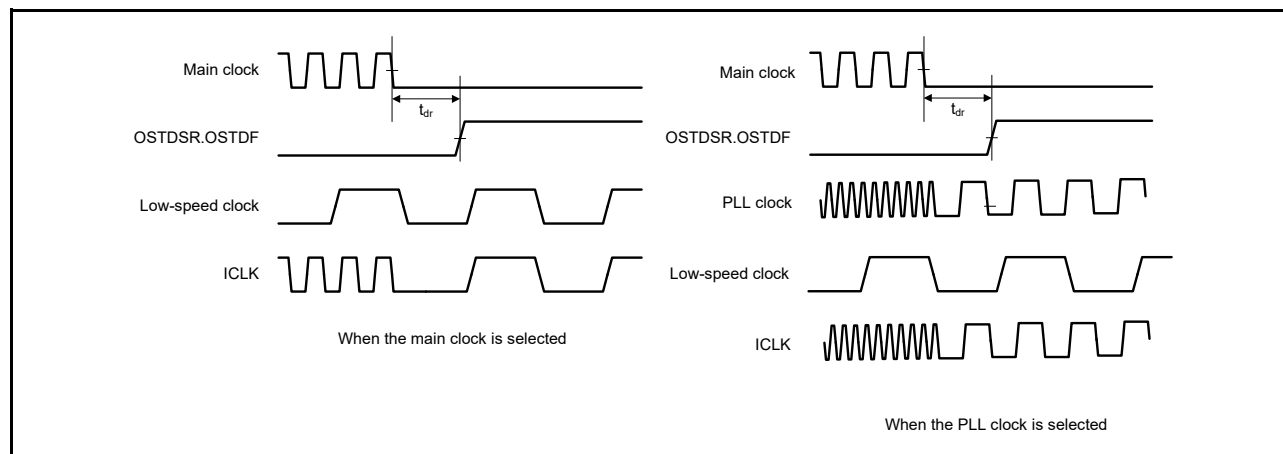 Main clock
tdr
OSTDSR.OSTDF
Low-speed clock
ICLK
When the main clock is selected
Main clock
tdr
OSTDSR.OSTDF
PLL clock
Low-speed clock
ICLK
When the PLL clock is selected